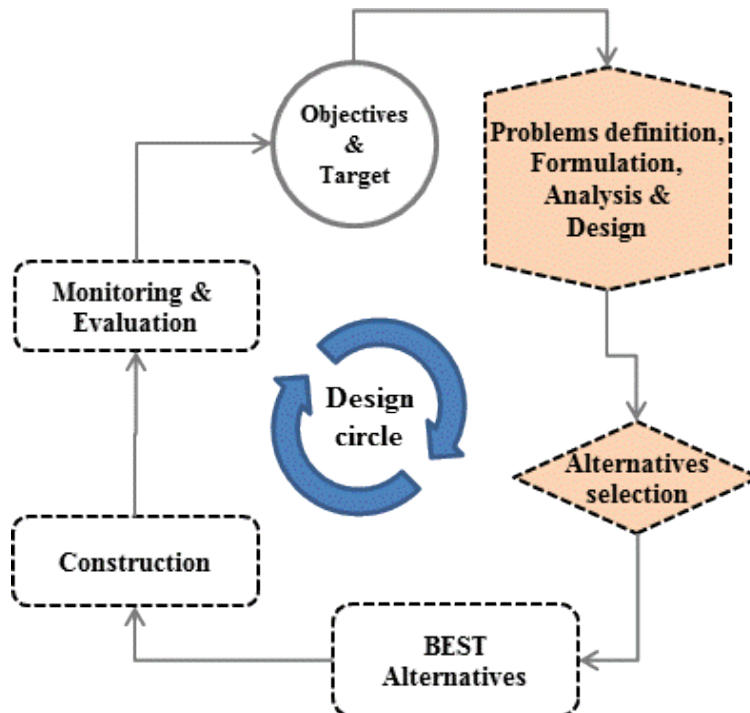 Objectives
&
Target
Problems definition,
Formulation,
Analysis &
Design
Monitoring &
Evaluation
Design
circle
Alternatives
selection
Construction
BEST
Alternatives